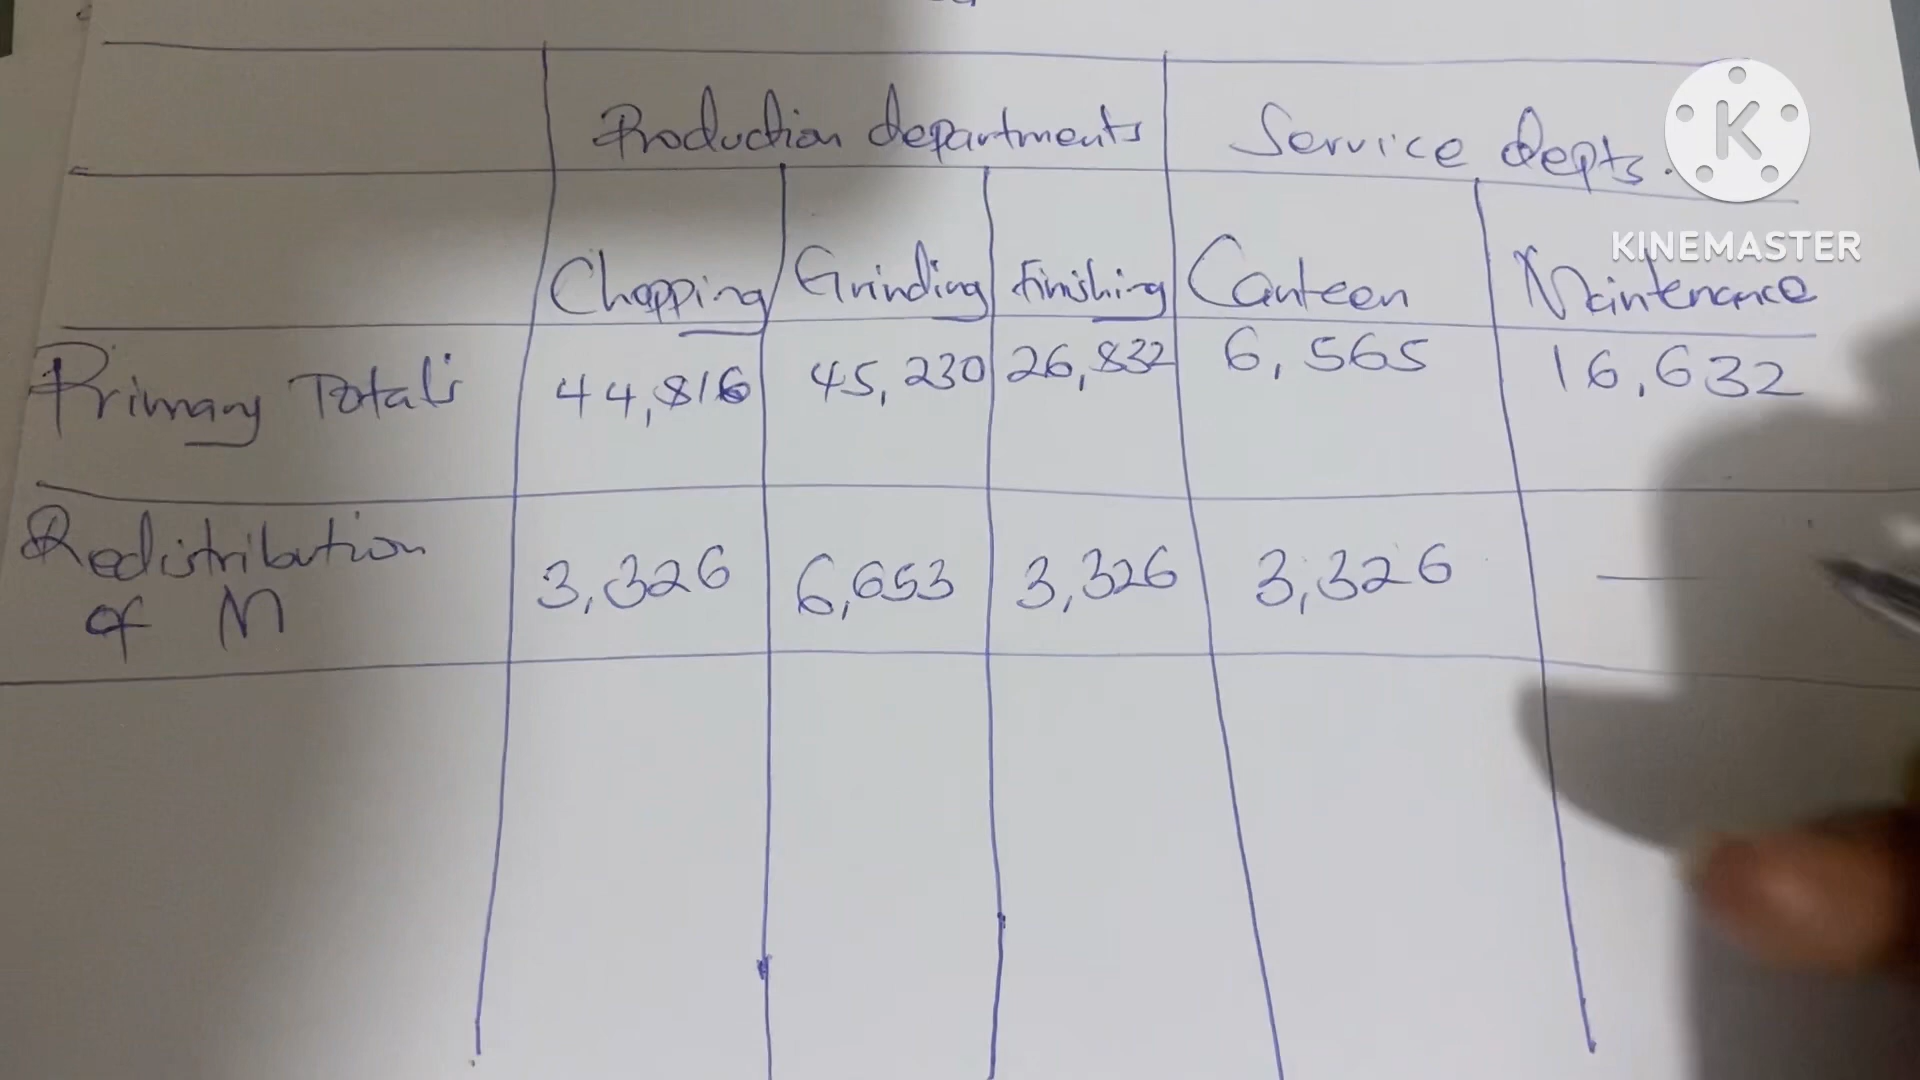 Production departments Service depts.
KINEMASTER
Chopping Grinding Finishing Canteen Maintenance
Primary Totals 44,816 45,230 26,832 6,565 16,632
Redistribution 3,326 6,653 3,326 3,326 —
of M